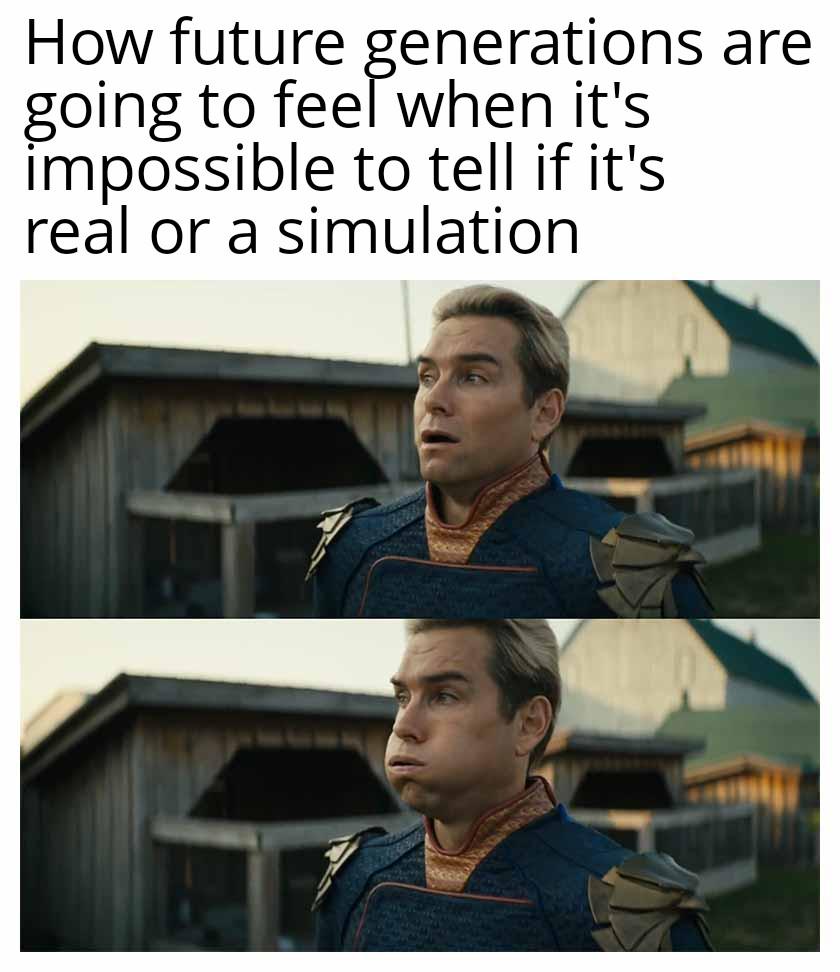 How future generations are
going to feel when it's
impossible to tell if it's
real or a simulation